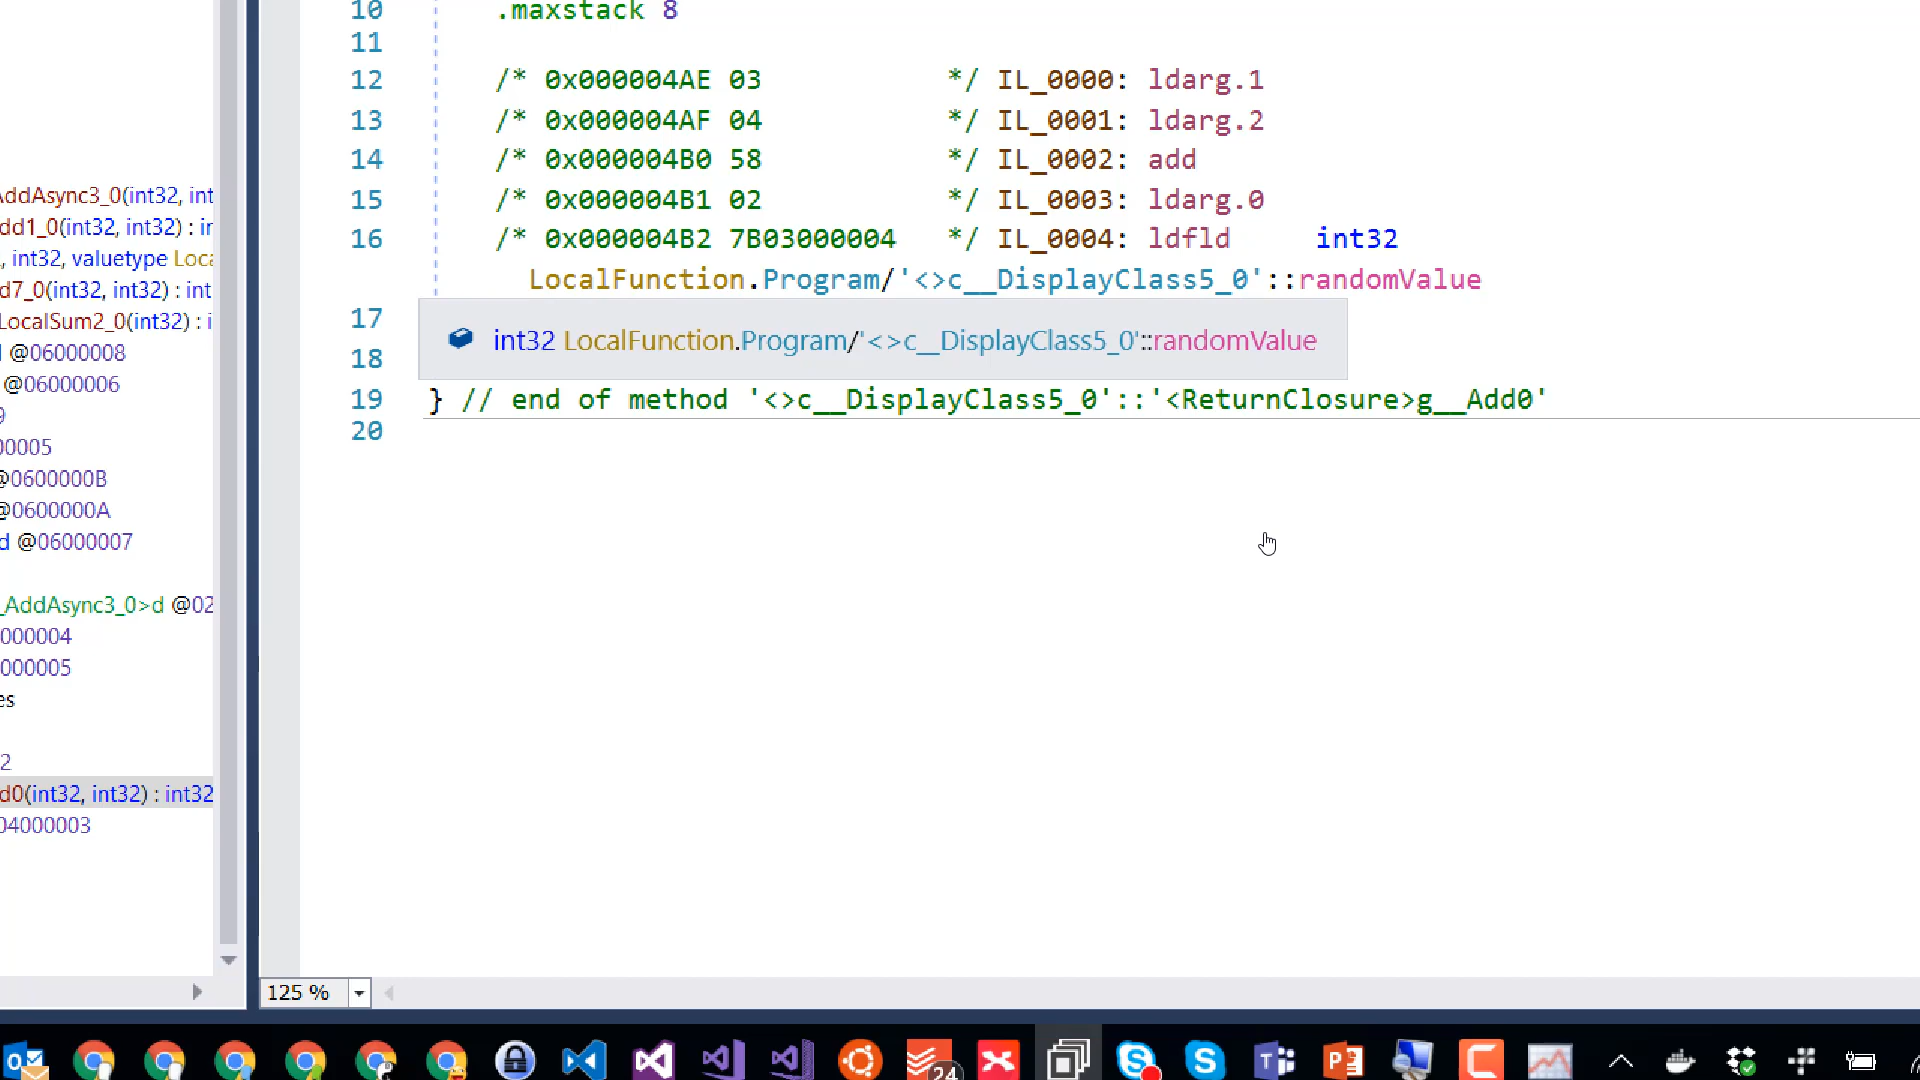 AddAsync3_0(int32, int
dd1_0(int32, int32) : ir
, int32, valuetype Loca
d7_0(int32, int32) : int
LocalSum2_0(int32) : i
@06000008
@06000006
9
00005
@0600000B
@0600000A
d @06000007
_AddAsync3_0>d @02
000004
000005
es
2
d0(int32, int32) : int32
04000003
10 .maxstack 8
11
12 /* 0x000004AE 03 */ IL_0000: ldarg.1
13 /* 0x000004AF 04 */ IL_0001: ldarg.2
14 /* 0x000004B0 58 */ IL_0002: add
15 /* 0x000004B1 02 */ IL_0003: ldarg.0
16 /* 0x000004B2 7B03000004 */ IL_0004: ldfld int32
LocalFunction.Program/'<>c__DisplayClass5_0'::randomValue
17
int32 LocalFunction.Program/'<>c__DisplayClass5_0'::randomValue
18
19 } // end of method '<>c__DisplayClass5_0'::'<ReturnClosure>g__Add0'
20
125 %
24